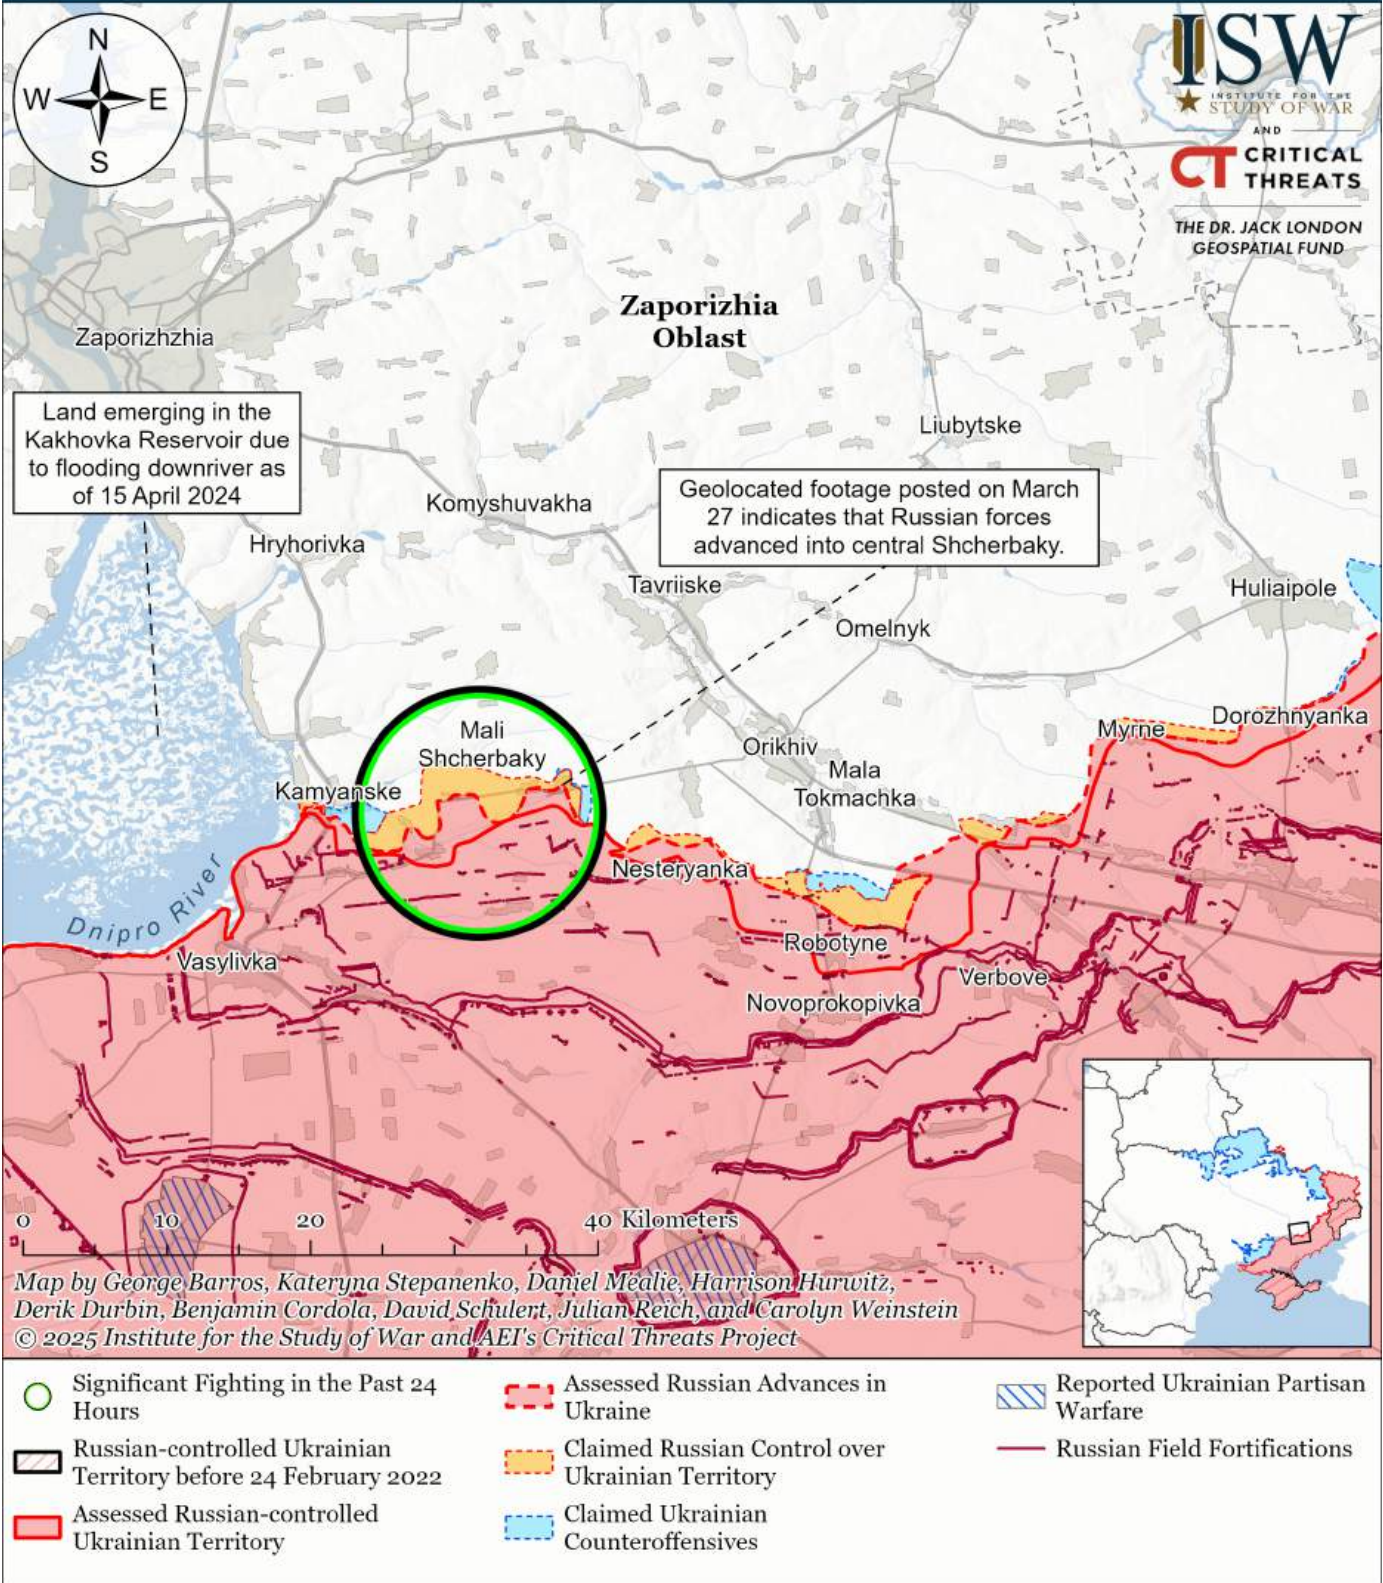 N
W
E
S
ISW
INSTITUTE FOR THE
STUDY OF WAR
AND
CT CRITICAL
THREATS
THE DR. JACK LONDON
GEOSPATIAL FUND
Zaporizhia
Oblast
Zaporizhzhia
Land emerging in the
Kakhovka Reservoir due
to flooding downriver as
of 15 April 2024
Liubytske
Komyshuvakha
Geolocated footage posted on March
27 indicates that Russian forces
advanced into central Shcherbaky.
Hryhorivka
Tavriiske
Huliaipole
Omelnyk
Mali
Shcherbaky
Dorozhnyanka
Myrne
Orikhiv
Mala
Tokmachka
Kamyanske
Nesteryanka
Dnipro River
Robotyne
Vasylivka
Verbove
Novoprokopivka
0 10 20 40 Kilometers
Map by George Barros, Kateryna Stepanenko, Daniel Mealie, Harrison Hurwitz,
Derik Durbin, Benjamin Cordola, David Schulert, Julian Reich, and Carolyn Weinstein
© 2025 Institute for the Study of War and AEI's Critical Threats Project
Significant Fighting in the Past 24
Hours
Russian-controlled Ukrainian
Territory before 24 February 2022
Assessed Russian-controlled
Ukrainian Territory
Assessed Russian Advances in
Ukraine
Claimed Russian Control over
Ukrainian Territory
Claimed Ukrainian
Counteroffensives
Reported Ukrainian Partisan
Warfare
Russian Field Fortifications